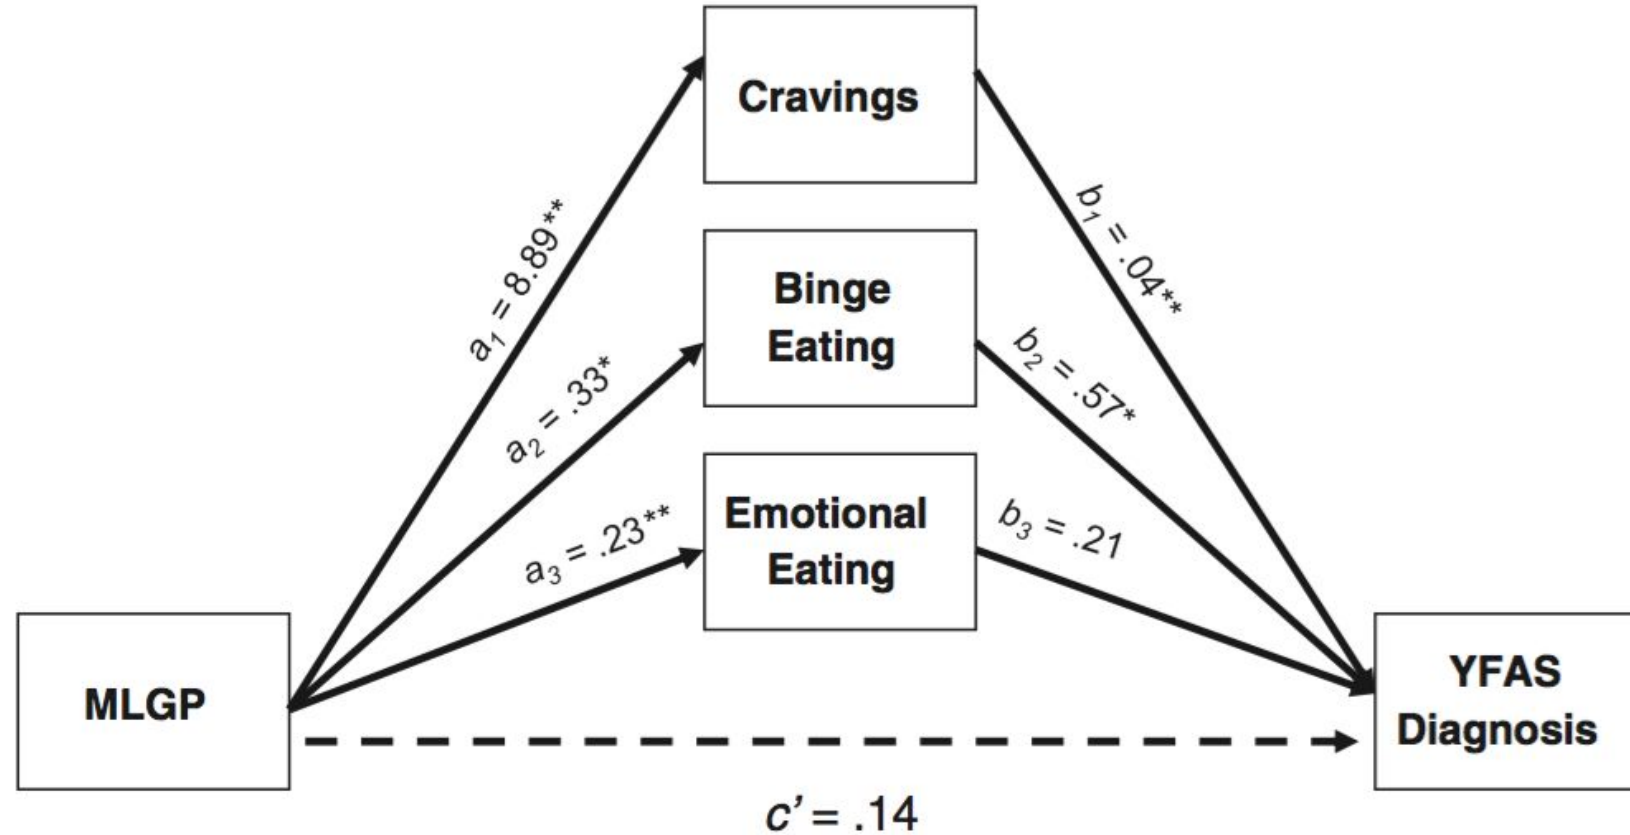 Cravings
a₁ = 8.89**
b₁ = .04**
Binge
Eating
a₂ = .33*
b₂ = .57*
Emotional
Eating
a₃ = .23**
b₃ = .21
MLGP
YFAS
Diagnosis
c’ = .14